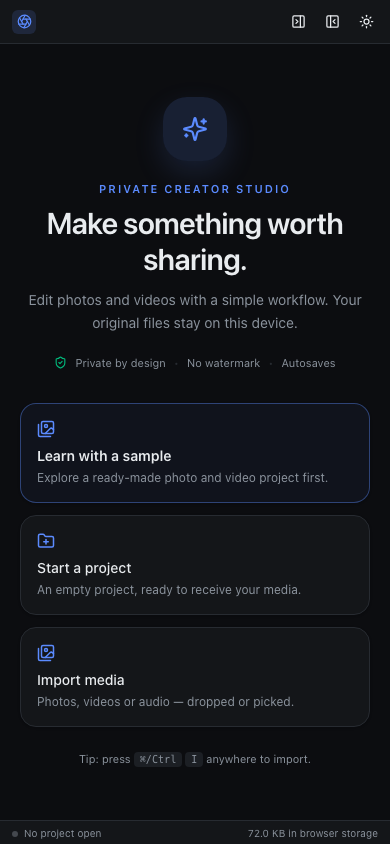 PRIVATE CREATOR STUDIO
Make something worth
sharing.
Edit photos and videos with a simple workflow. Your
original files stay on this device.
Private by design · No watermark · Autosaves
Learn with a sample
Explore a ready-made photo and video project first.
Start a project
An empty project, ready to receive your media.
Import media
Photos, videos or audio — dropped or picked.
Tip: press ⌘/Ctrl I anywhere to import.
No project open
72.0 KB in browser storage